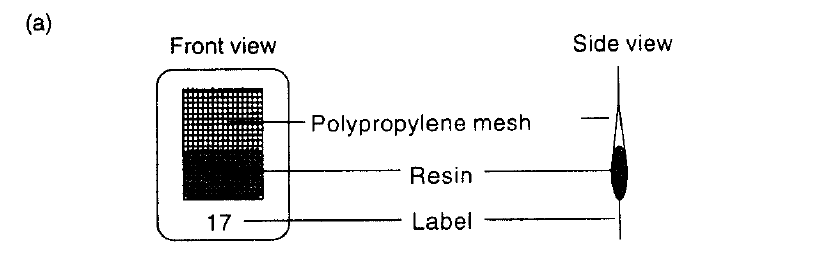 (a)
Front view
Side view
Polypropylene mesh
Resin
17
Label